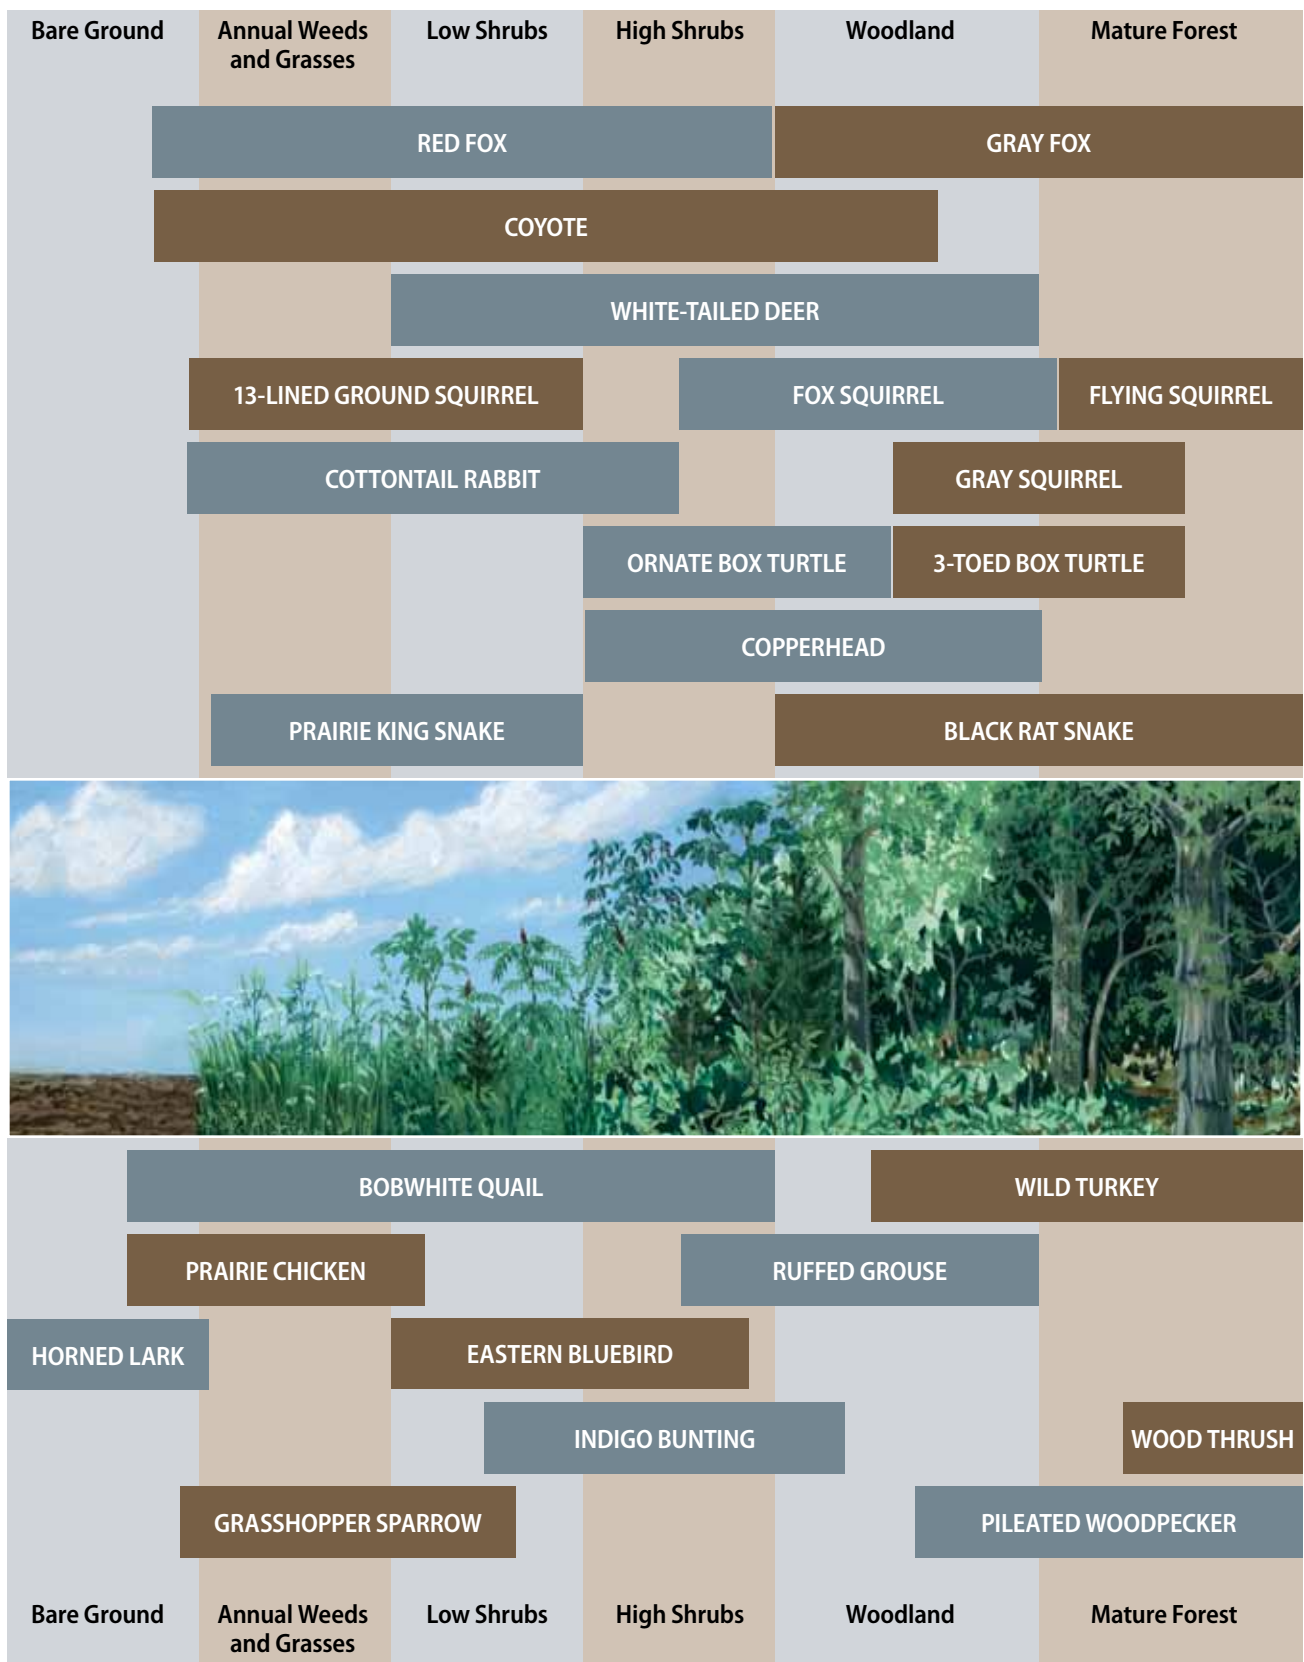 Bare Ground
Annual Weeds
and Grasses
Low Shrubs
High Shrubs
Woodland
Mature Forest
RED FOX
GRAY FOX
COYOTE
WHITE-TAILED DEER
13-LINED GROUND SQUIRREL
FOX SQUIRREL
FLYING SQUIRREL
COTTONTAIL RABBIT
GRAY SQUIRREL
ORNATE BOX TURTLE
3-TOED BOX TURTLE
COPPERHEAD
PRAIRIE KING SNAKE
BLACK RAT SNAKE
BOBWHITE QUAIL
WILD TURKEY
PRAIRIE CHICKEN
RUFFED GROUSE
HORNED LARK
EASTERN BLUEBIRD
INDIGO BUNTING
WOOD THRUSH
GRASSHOPPER SPARROW
PILEATED WOODPECKER
Bare Ground
Annual Weeds
and Grasses
Low Shrubs
High Shrubs
Woodland
Mature Forest